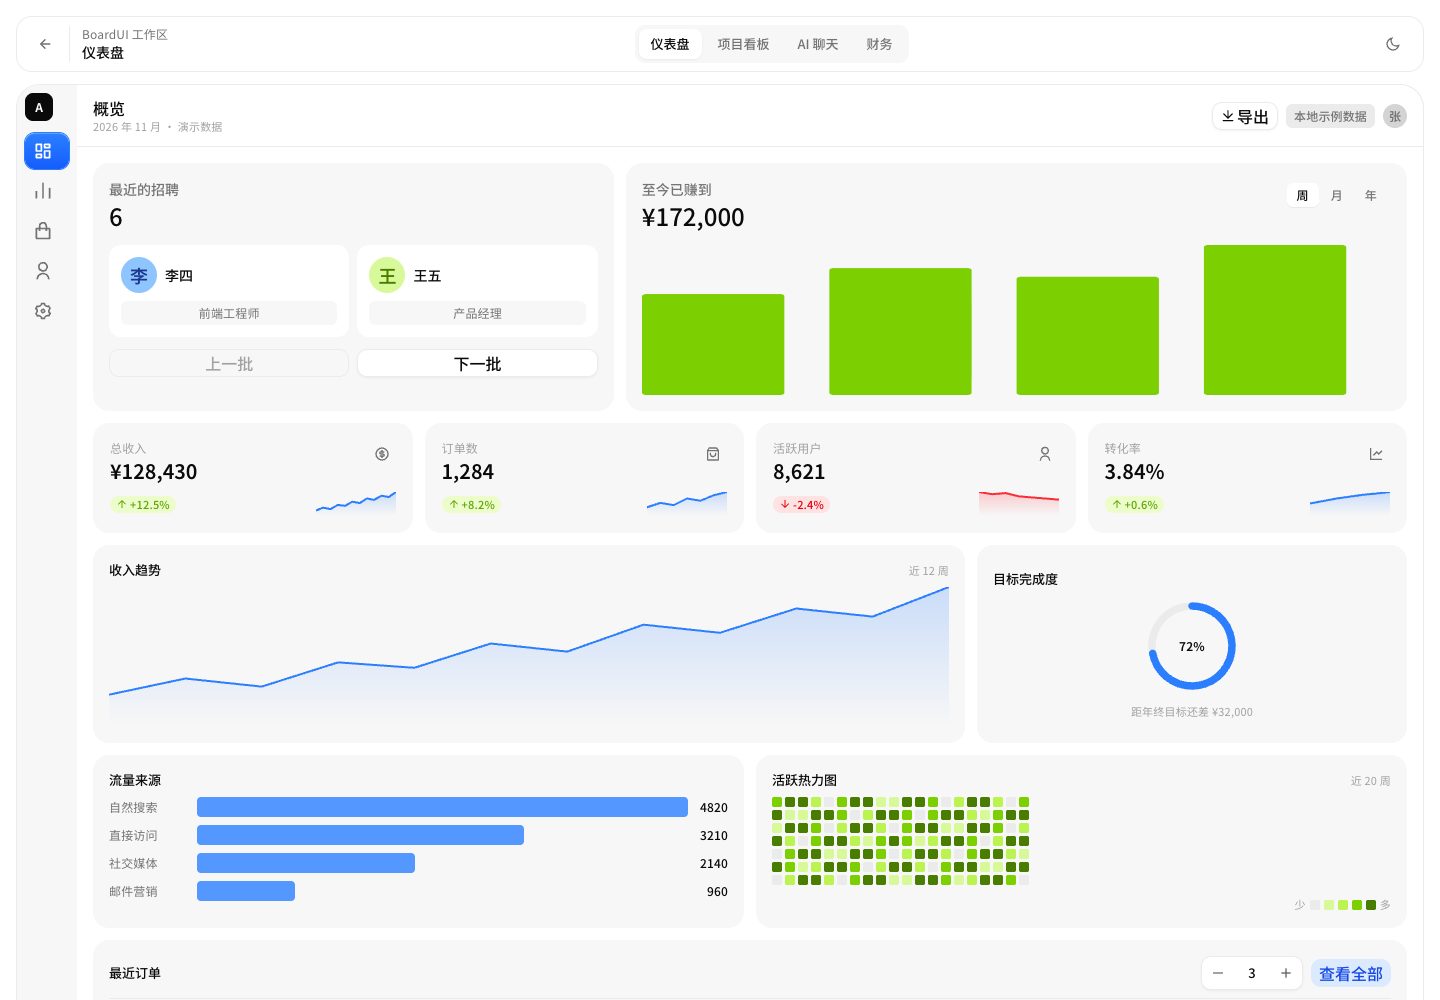 BoardUI 工作区
仪表盘
仪表盘 项目看板 AI 聊天 财务
A
概览
2026 年 11 月 · 演示数据
导出 本地示例数据 张
最近的招聘
6
李 李四
前端工程师
王 王五
产品经理
上一批 下一批
至今已赚到
¥172,000
周 月 年
总收入
¥128,430
+12.5%
订单数
1,284
+8.2%
活跃用户
8,621
-2.4%
转化率
3.84%
+0.6%
收入趋势 近 12 周
目标完成度
72%
距年终目标还差 ¥32,000
流量来源
自然搜索 4820
直接访问 3210
社交媒体 2140
邮件营销 960
活跃热力图 近 20 周
少 多
最近订单 3 查看全部